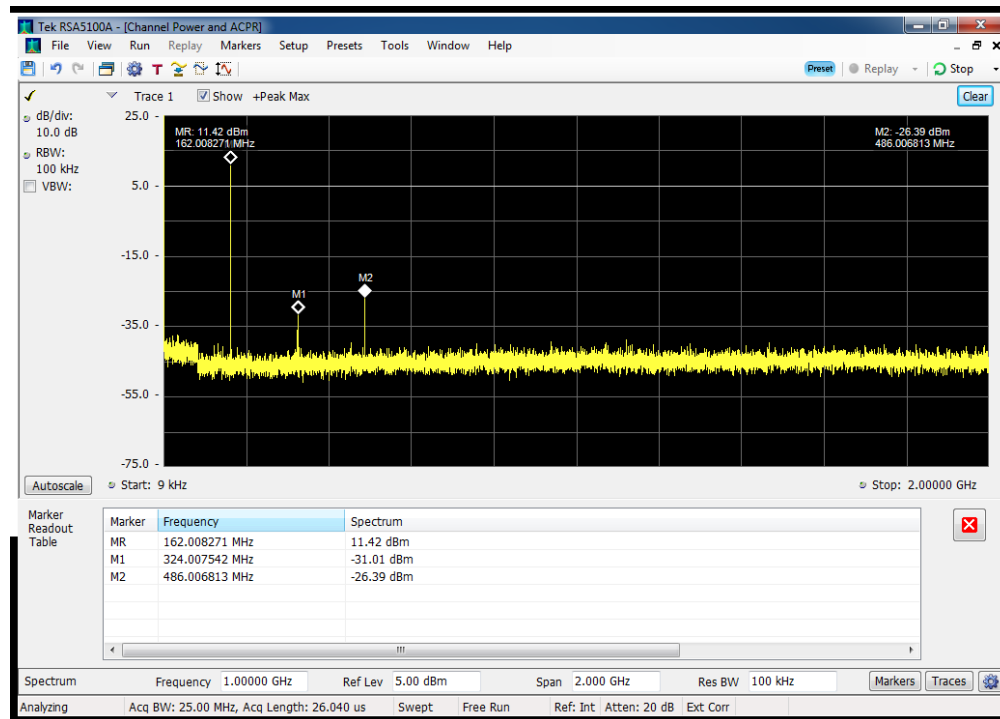 Tek RSA5100A - [Channel Power and ACPR]
File View Run Replay Markers Setup Presets Tools Window Help
Preset Replay Stop
Trace 1 Show +Peak Max Clear
dB/div:
10.0 dB
RBW:
100 kHz
VBW:
25.0
5.0
-15.0
-35.0
-55.0
-75.0
MR: 11.42 dBm
162.008271 MHz
M2: -26.39 dBm
486.006813 MHz
M1
M2
Autoscale Start: 9 kHz Stop: 2.00000 GHz
Marker
Readout
Table
Marker Frequency Spectrum
MR 162.008271 MHz 11.42 dBm
M1 324.007542 MHz -31.01 dBm
M2 486.006813 MHz -26.39 dBm
Spectrum Frequency 1.00000 GHz Ref Lev 5.00 dBm Span 2.000 GHz Res BW 100 kHz Markers Traces
Analyzing Acq BW: 25.00 MHz, Acq Length: 26.040 us Swept Free Run Ref: Int Atten: 20 dB Ext Corr